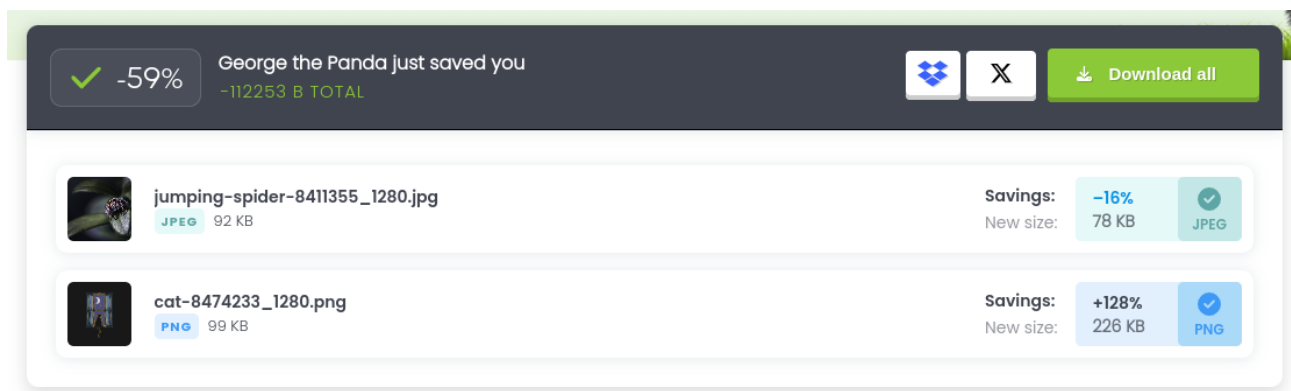 -59%
George the Panda just saved you
-112253 B TOTAL
X
Download all
jumping-spider-8411355_1280.jpg
JPEG 92 KB
Savings: −16%
New size: 78 KB
JPEG
cat-8474233_1280.png
PNG 99 KB
Savings: +128%
New size: 226 KB
PNG